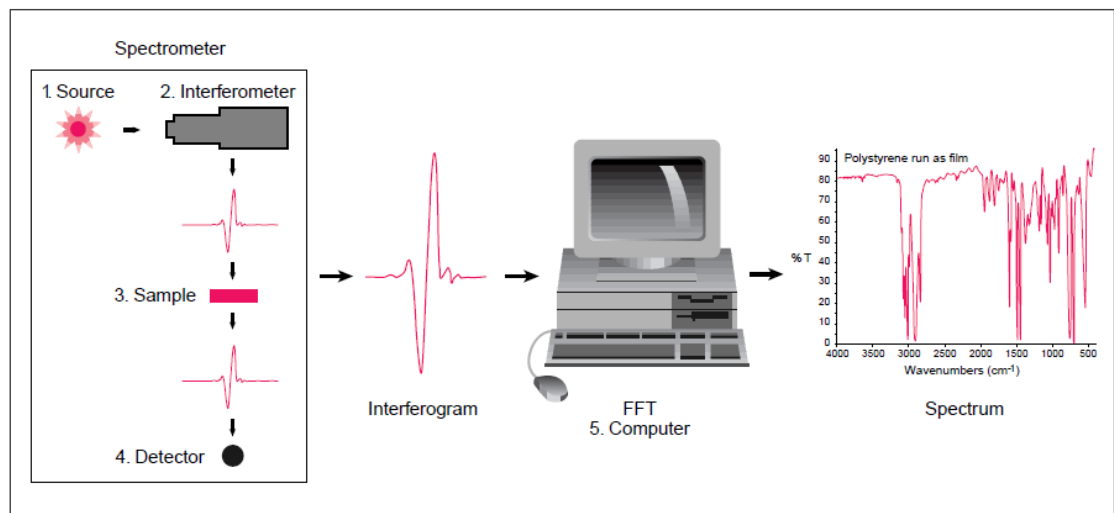 Spectrometer
1. Source
2. Interferometer
3. Sample
4. Detector
Interferogram
FFT
5. Computer
Polystyrene run as film
% T
90
80
70
60
50
40
30
20
10
0
4000 3500 3000 2500 2000 1500 1000 500
Wavenumbers (cm-1)
Spectrum